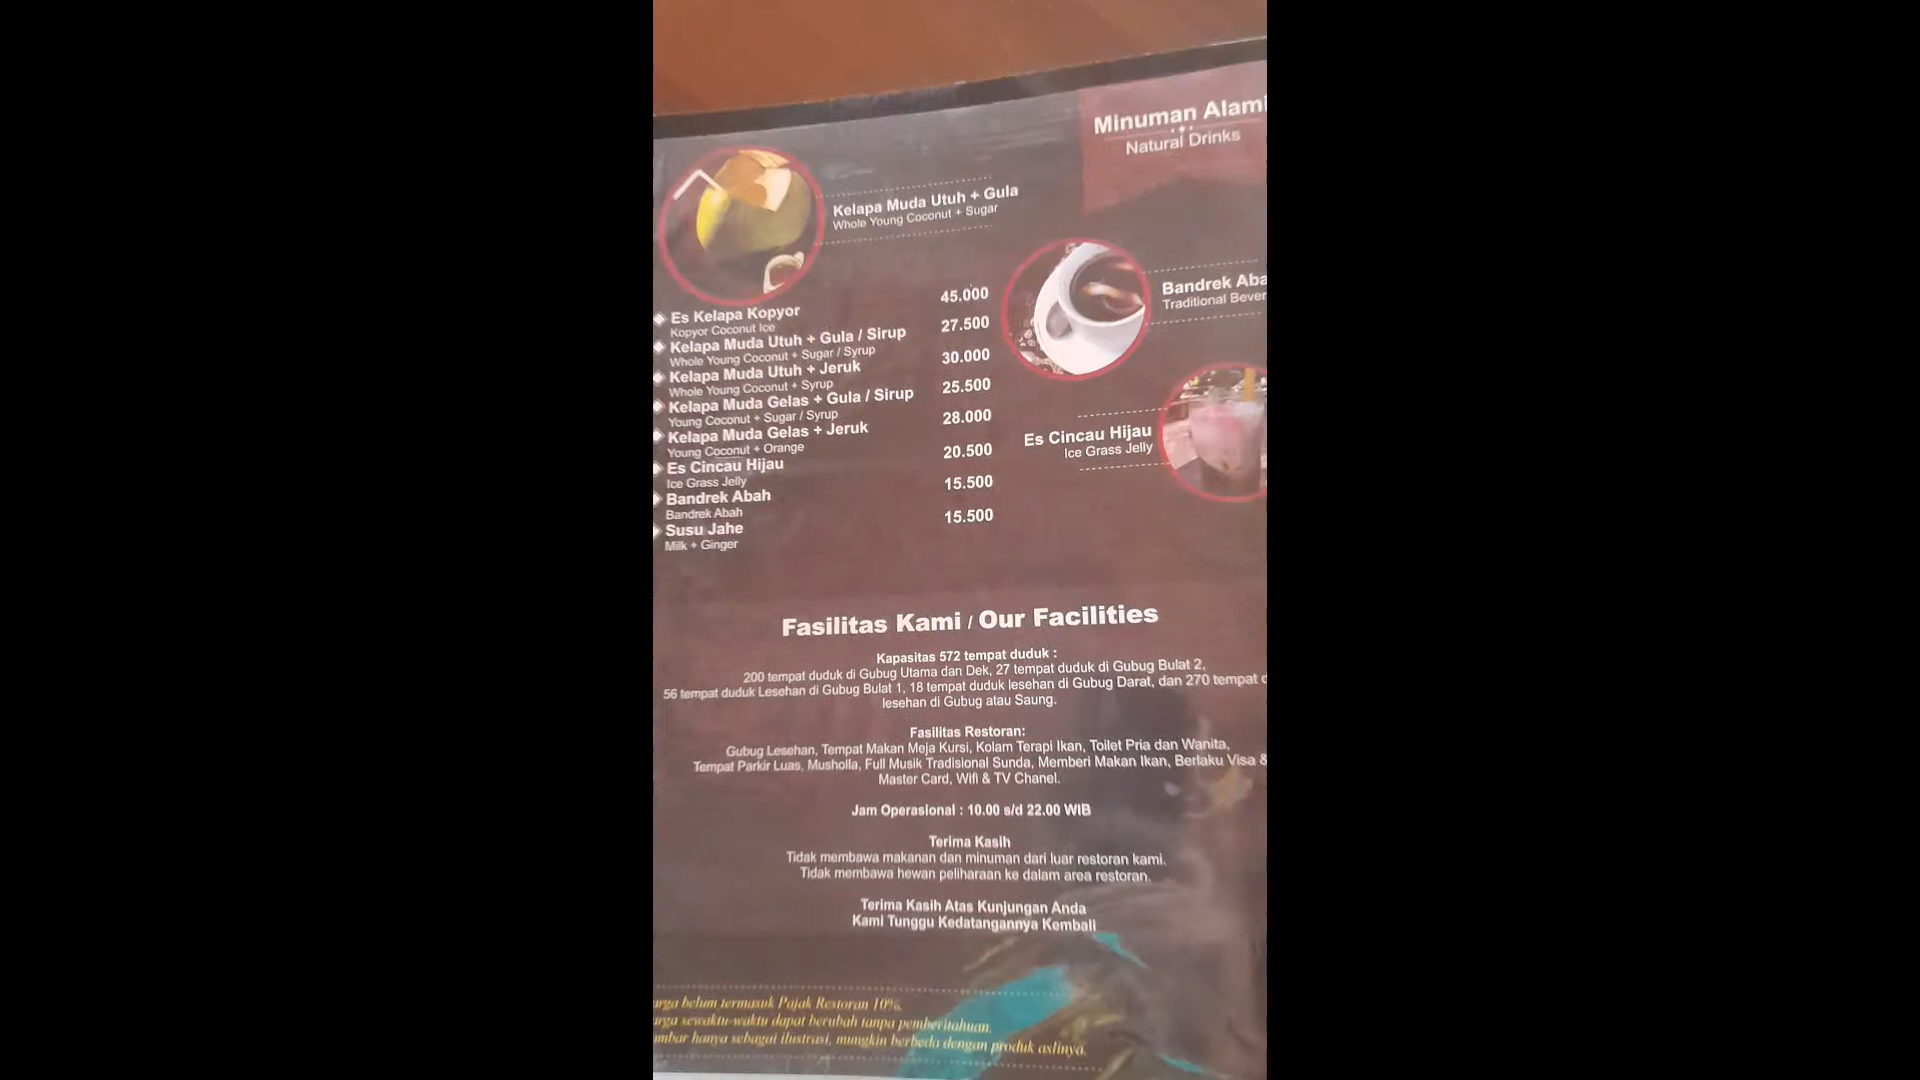 Minuman Alami
Natural Drinks
Kelapa Muda Utuh + Gula
Whole Young Coconut + Sugar
Bandrek Aba
Traditional Bever
Es Cincau Hijau
Ice Grass Jelly
Es Kelapa Kopyor 45.000
Kopyor Coconut Ice
Kelapa Muda Utuh + Gula / Sirup 27.500
Whole Young Coconut + Sugar / Syrup
Kelapa Muda Utuh + Jeruk 30.000
Whole Young Coconut + Syrup
Kelapa Muda Gelas + Gula / Sirup 25.500
Young Coconut + Sugar / Syrup
Kelapa Muda Gelas + Jeruk 28.000
Young Coconut + Orange
Es Cincau Hijau 20.500
Ice Grass Jelly
Bandrek Abah 15.500
Bandrek Abah
Susu Jahe 15.500
Milk + Ginger
Fasilitas Kami / Our Facilities
Kapasitas 572 tempat duduk :
200 tempat duduk di Gubug Utama dan Dek, 27 tempat duduk di Gubug Bulat 2,
56 tempat duduk Lesehan di Gubug Bulat 1, 18 tempat duduk lesehan di Gubug Darat, dan 270 tempat d
lesehan di Gubug atau Saung.
Fasilitas Restoran:
Gubug Lesehan, Tempat Makan Meja Kursi, Kolam Terapi Ikan, Toilet Pria dan Wanita,
Tempat Parkir Luas, Musholla, Full Musik Tradisional Sunda, Memberi Makan Ikan, Berlaku Visa &
Master Card, Wifi & TV Chanel.
Jam Operasional : 10.00 s/d 22.00 WIB
Terima Kasih
Tidak membawa makanan dan minuman dari luar restoran kami.
Tidak membawa hewan peliharaan ke dalam area restoran.
Terima Kasih Atas Kunjungan Anda
Kami Tunggu Kedatangannya Kembali
arga belum termasuk Pajak Restoran 10%.
arga sewaktu-waktu dapat berubah tanpa pemberitahuan.
ambar hanya sebagai ilustrasi, mungkin berbeda dengan produk aslinya.